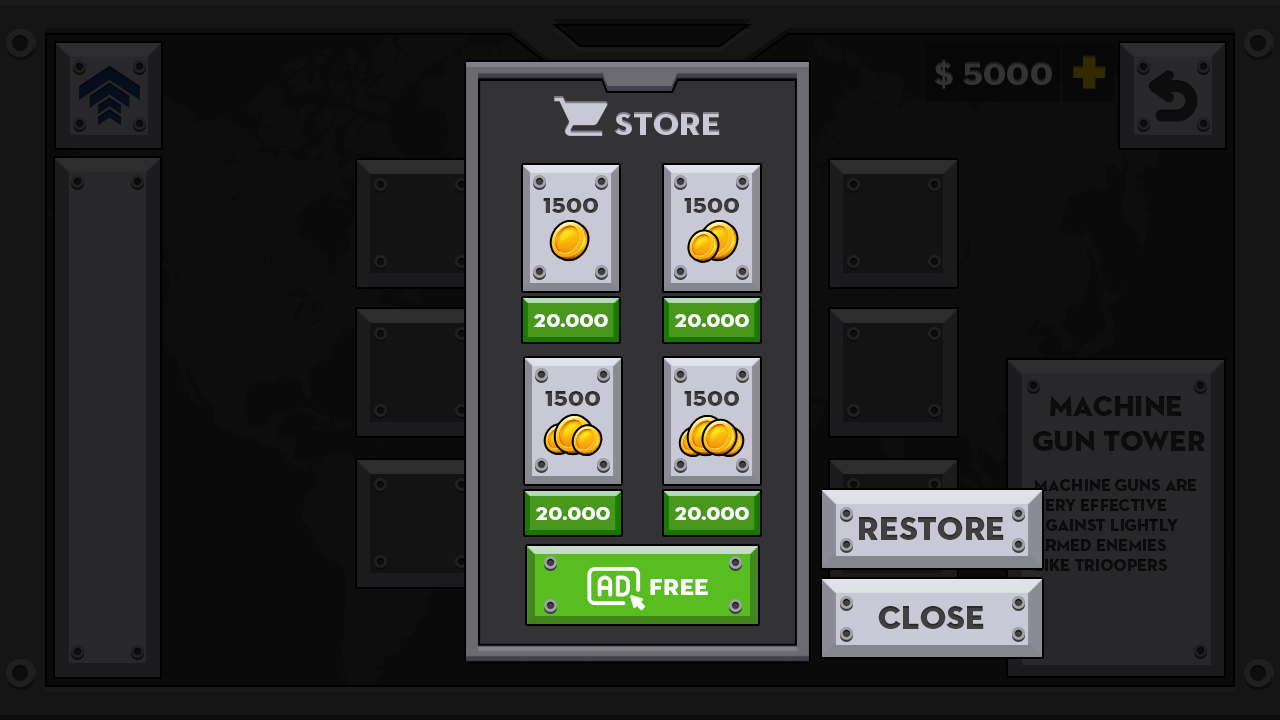 $ 5000
STORE
1500
1500
20.000
20.000
1500
1500
20.000
20.000
AD FREE
RESTORE
CLOSE
MACHINE
GUN TOWER
MACHINE GUNS ARE
ERY EFFECTIVE
GAINST LIGHTLY
RMED ENEMIES
IKE TRIOOPERS